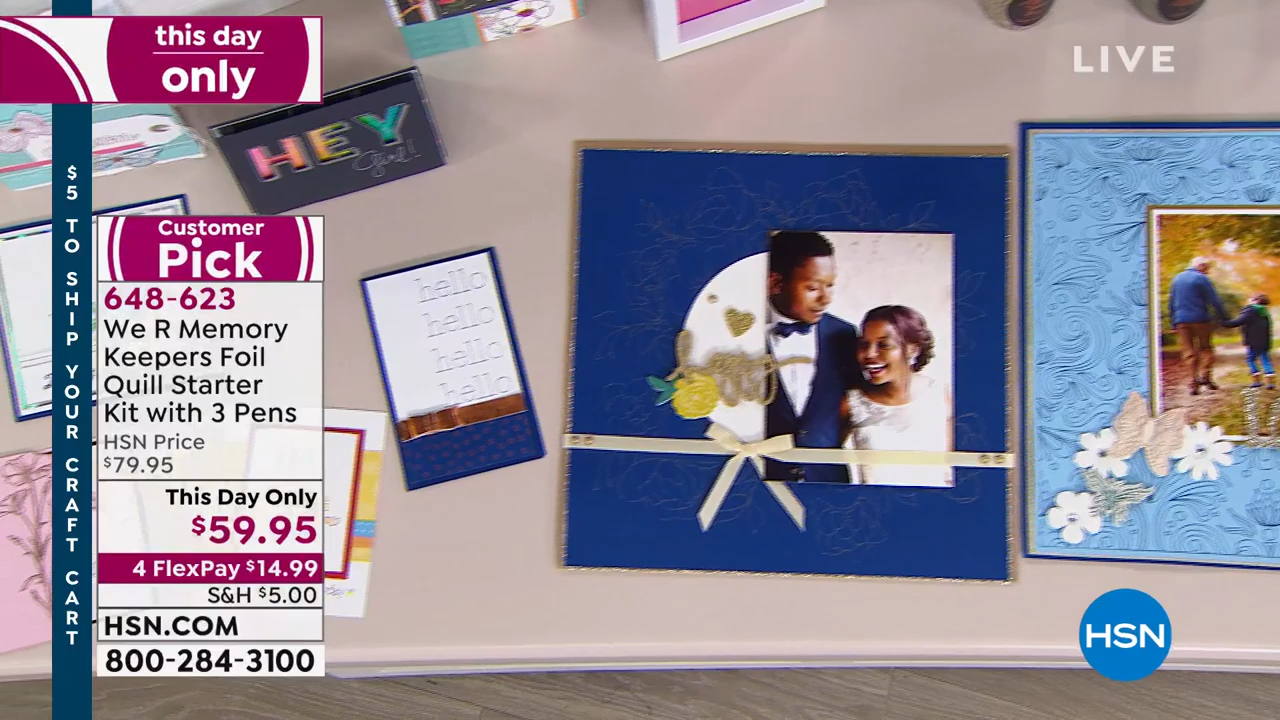 this day
only
LIVE
HEY
girl!
$5 TO SHIP YOUR CRAFT CART
Customer
Pick
648-623
We R Memory
Keepers Foil
Quill Starter
Kit with 3 Pens
HSN Price
$79.95
This Day Only
$59.95
4 FlexPay $14.99
S&H $5.00
HSN.COM
800-284-3100
hello
hello
hello
hello
HSN